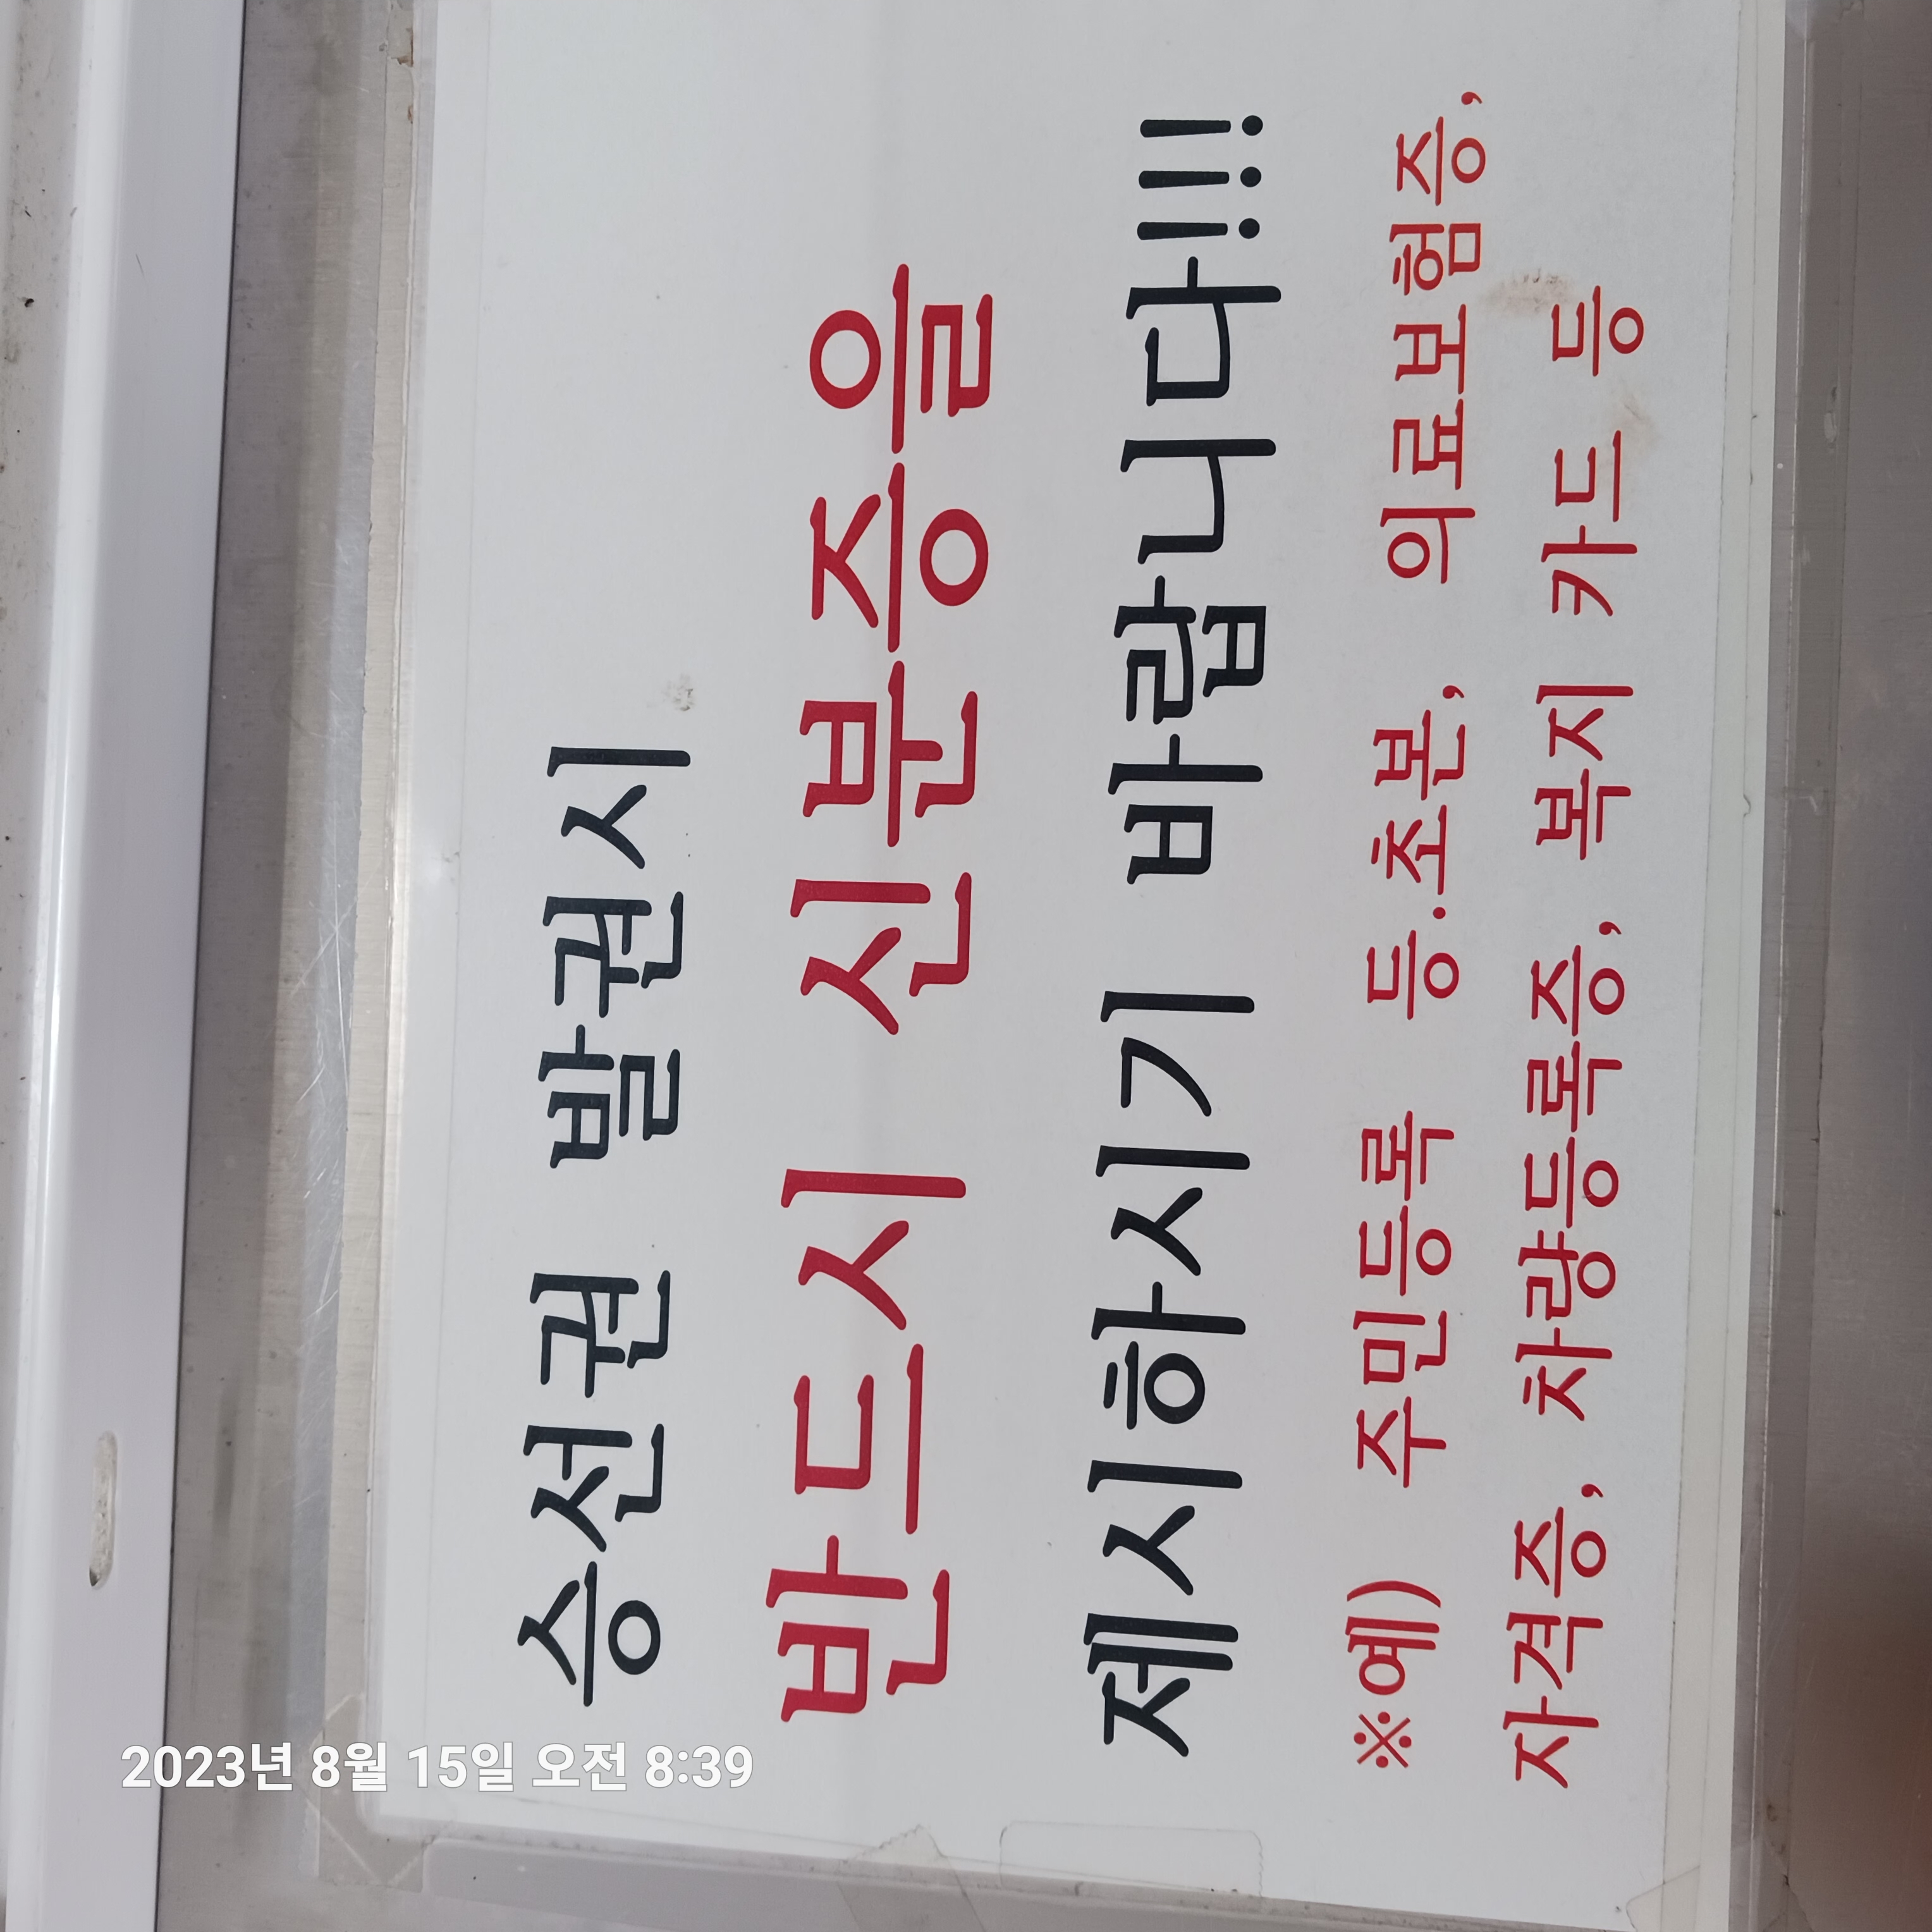 승선권 발권시
반드시 신분증을
제시하시기 바랍니다!!!
※예) 주민등록 등·초본, 의료보험증,
자격증, 차량등록증, 복지 카드 등
2023년 8월 15일 오전 8:39